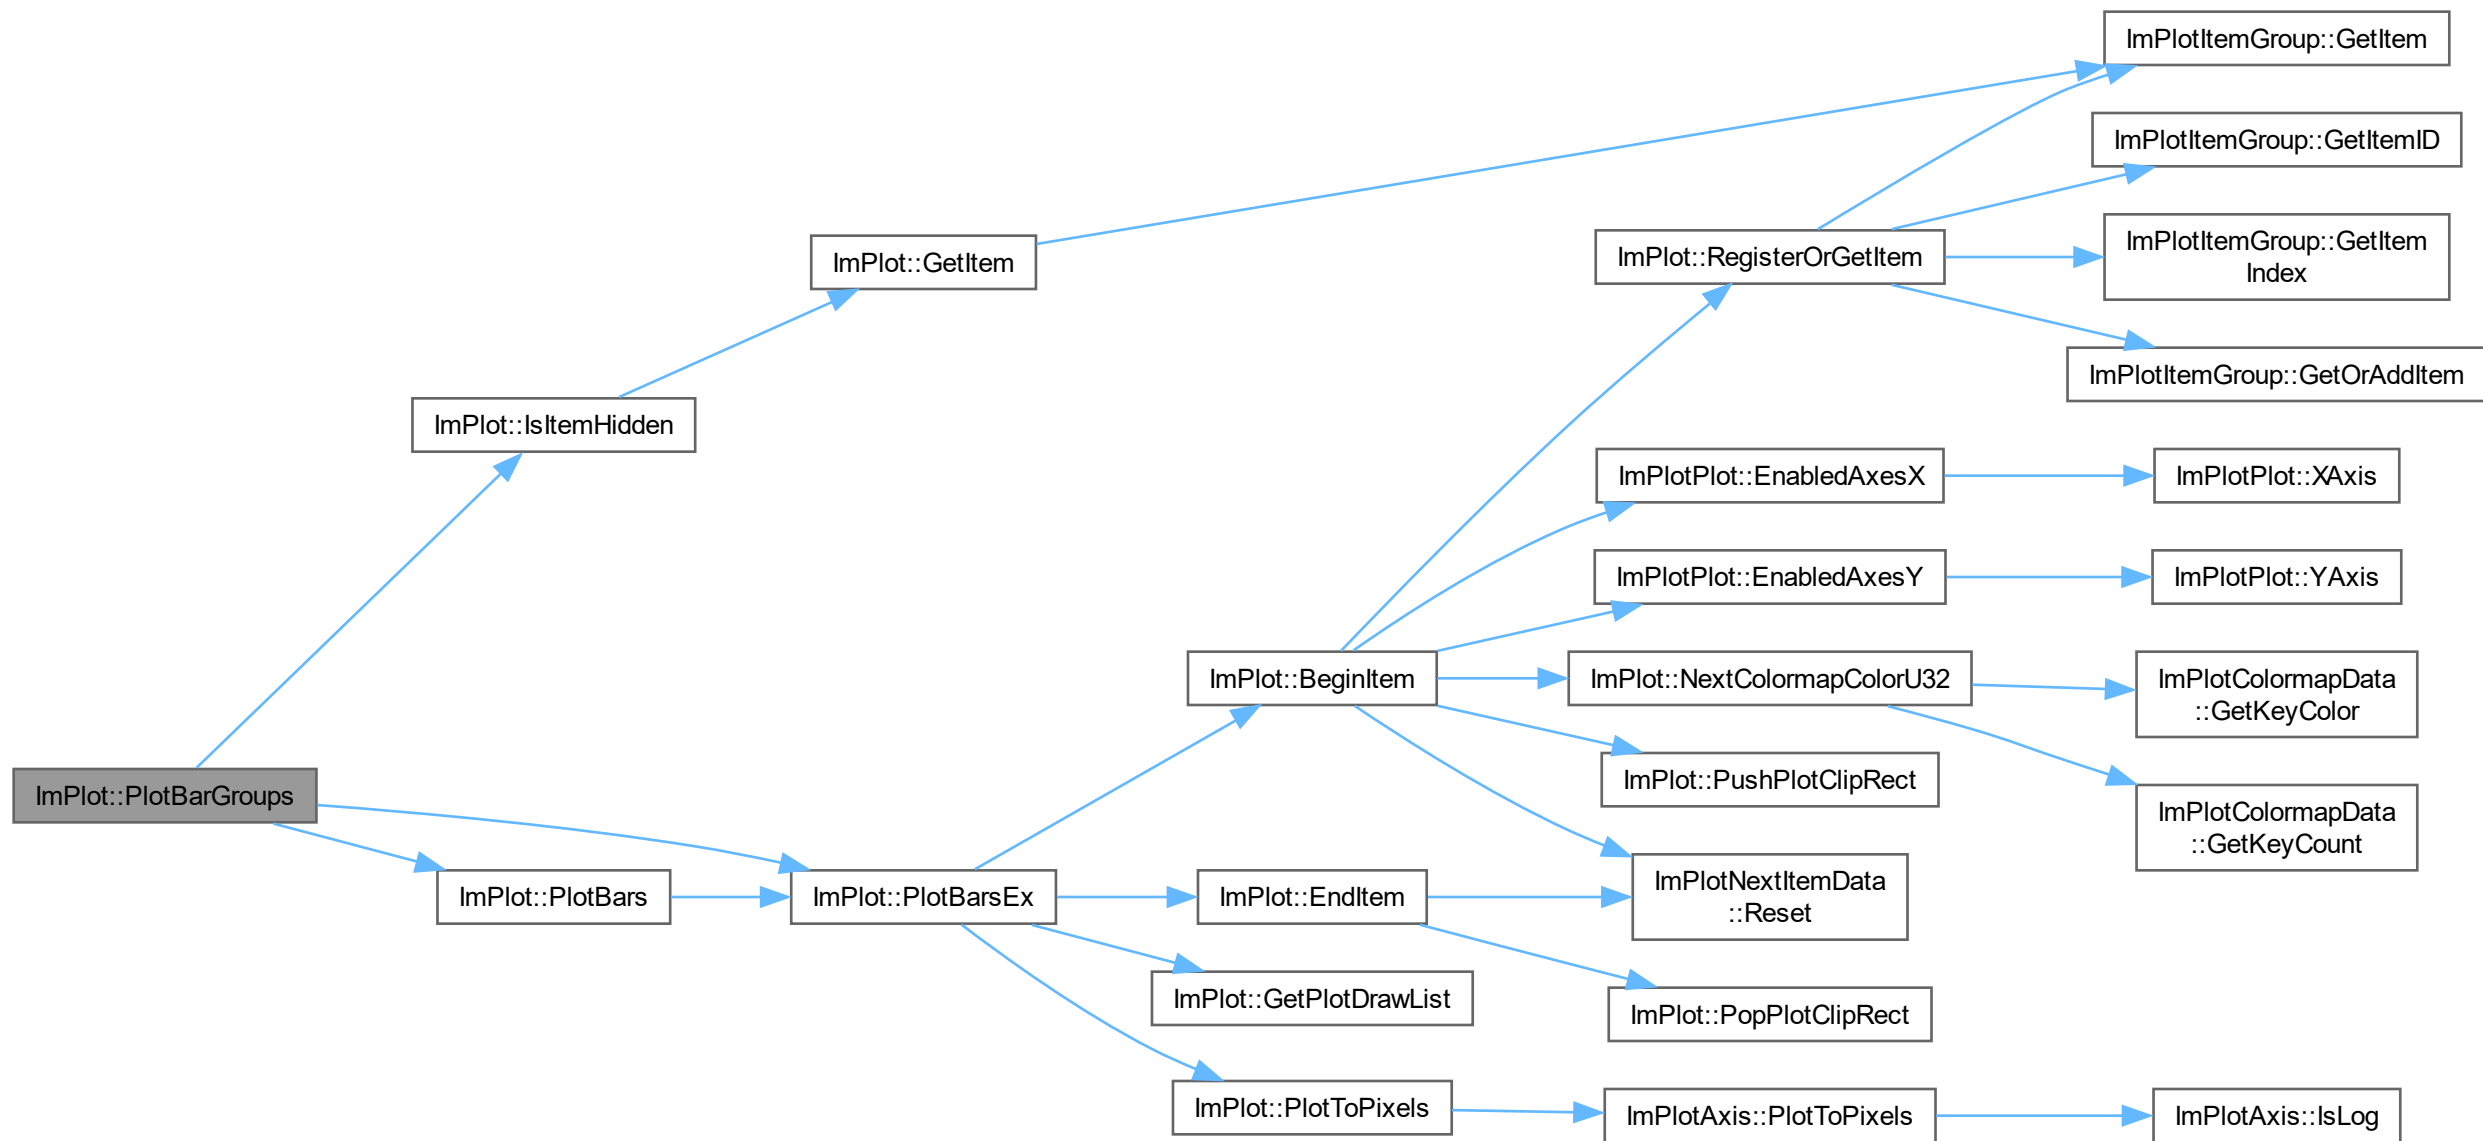 ImPlotItemGroup::GetItem
ImPlotItemGroup::GetItemID
ImPlot::GetItem
ImPlot::RegisterOrGetItem
ImPlotItemGroup::GetItem
Index
ImPlotItemGroup::GetOrAddItem
ImPlot::IsItemHidden
ImPlotPlot::EnabledAxesX
ImPlotPlot::XAxis
ImPlotPlot::EnabledAxesY
ImPlotPlot::YAxis
ImPlot::BeginItem
ImPlot::NextColormapColorU32
ImPlotColormapData
::GetKeyColor
ImPlot::PlotBarGroups
ImPlot::PushPlotClipRect
ImPlotColormapData
::GetKeyCount
ImPlot::PlotBars
ImPlot::PlotBarsEx
ImPlot::EndItem
ImPlotNextItemData
::Reset
ImPlot::GetPlotDrawList
ImPlot::PopPlotClipRect
ImPlot::PlotToPixels
ImPlotAxis::PlotToPixels
ImPlotAxis::IsLog